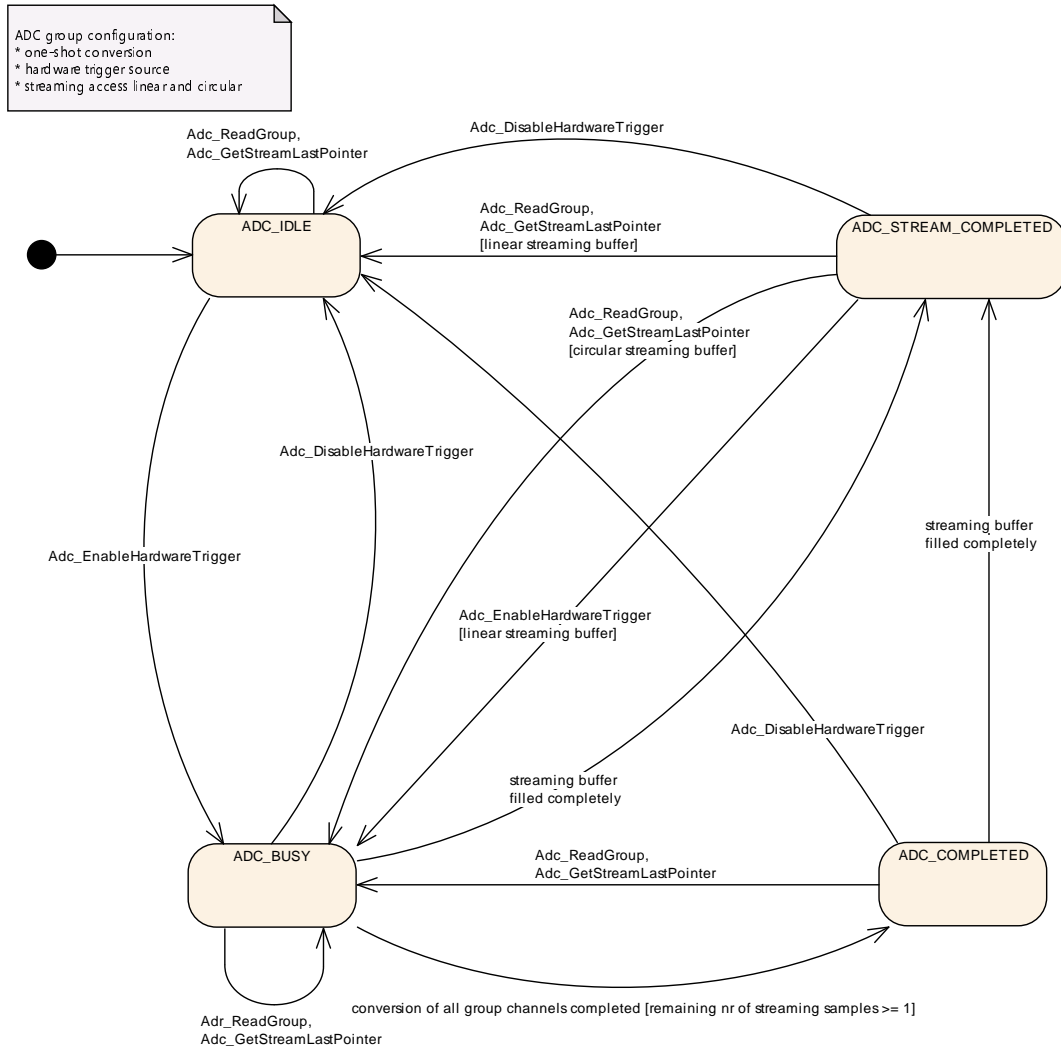 ADC group configuration:
* one-shot conversion
* hardware trigger source
* streaming access linear and circular
Adc_DisableHardwareTrigger
Adc_ReadGroup,
Adc_GetStreamLastPointer
ADC_IDLE
Adc_ReadGroup,
Adc_GetStreamLastPointer
[linear streaming buffer]
ADC_STREAM_COMPLETED
Adc_ReadGroup,
Adc_GetStreamLastPointer
[circular streaming buffer]
Adc_DisableHardwareTrigger
streaming buffer
filled completely
Adc_EnableHardwareTrigger
Adc_EnableHardwareTrigger
[linear streaming buffer]
Adc_DisableHardwareTrigger
streaming buffer
filled completely
ADC_BUSY
Adc_ReadGroup,
Adc_GetStreamLastPointer
ADC_COMPLETED
conversion of all group channels completed [remaining nr of streaming samples >= 1]
Adr_ReadGroup,
Adc_GetStreamLastPointer